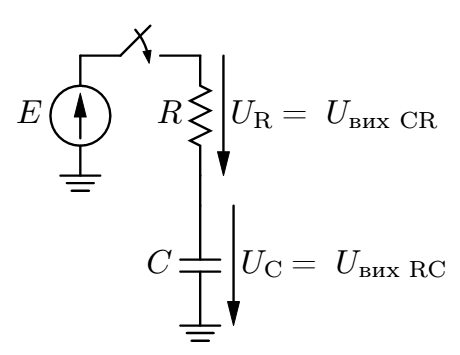 E R U_R = U_вих CR
C U_C = U_вих RC